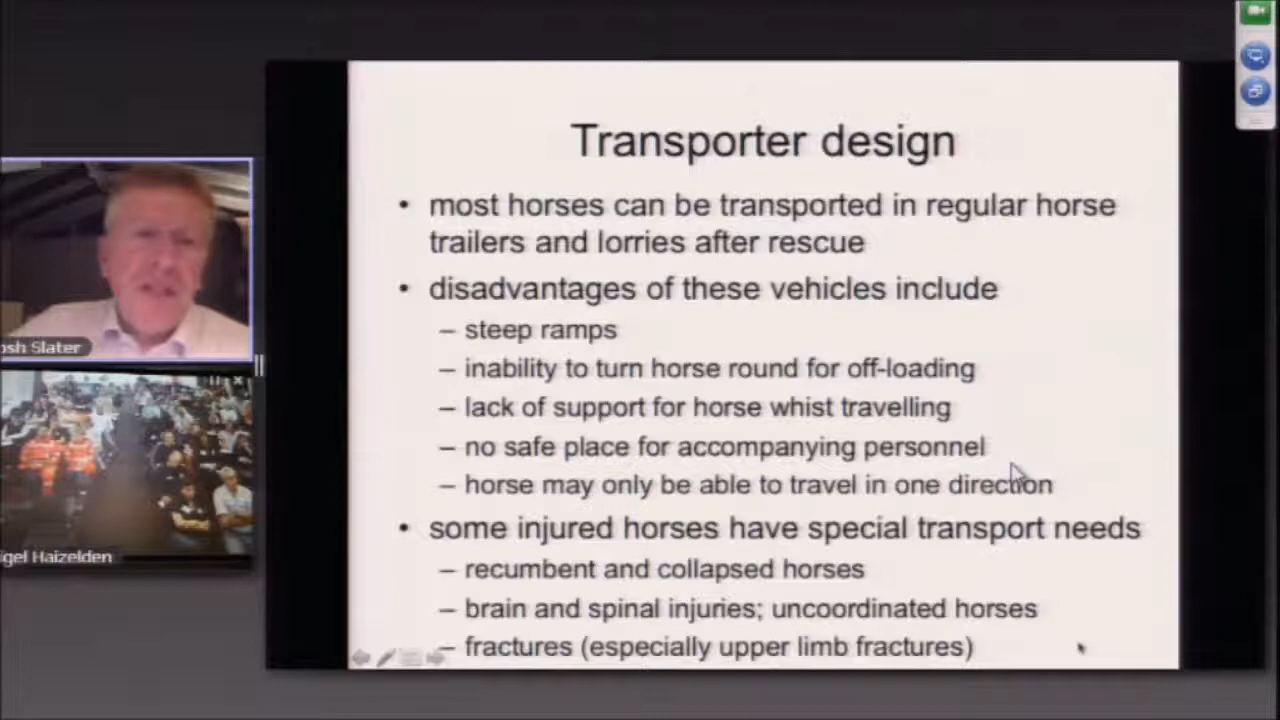 Transporter design
• most horses can be transported in regular horse
trailers and lorries after rescue
• disadvantages of these vehicles include
– steep ramps
– inability to turn horse round for off-loading
– lack of support for horse whist travelling
– no safe place for accompanying personnel
– horse may only be able to travel in one direction
• some injured horses have special transport needs
– recumbent and collapsed horses
– brain and spinal injuries; uncoordinated horses
– fractures (especially upper limb fractures)
osh Slater
igel Haizelden